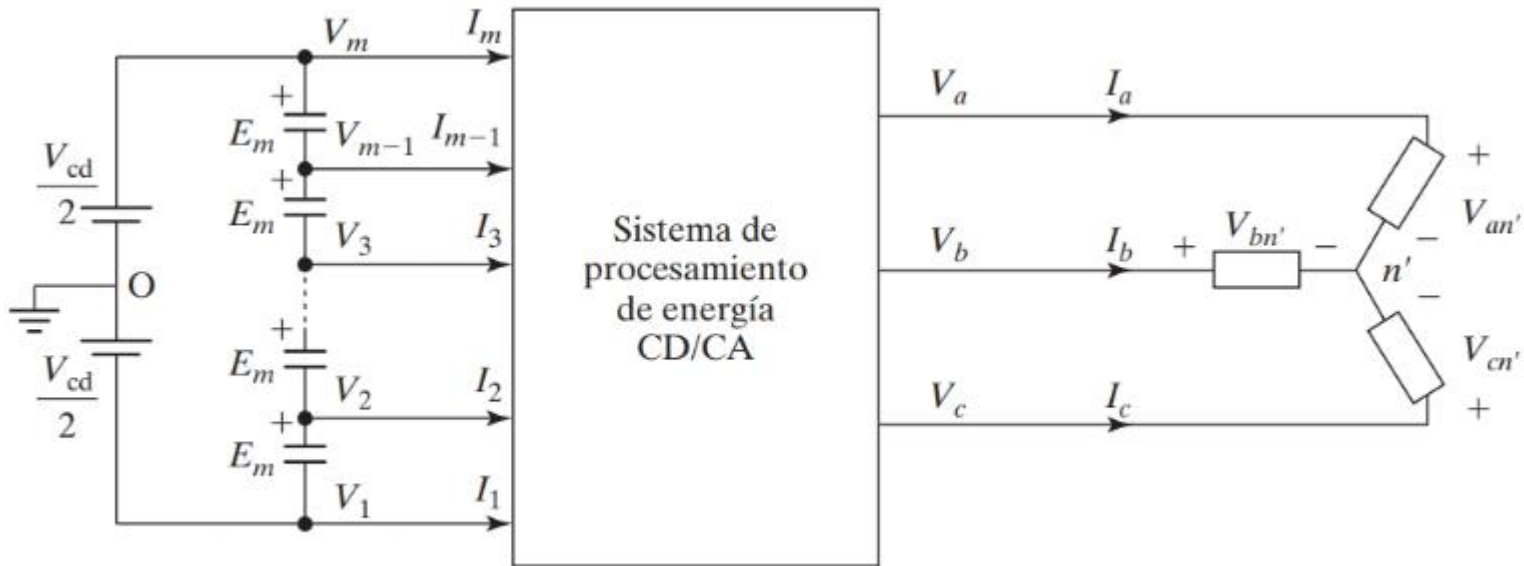 V_m
I_m
+
E_m
V_{m-1}
I_{m-1}
+
E_m
V_3
I_3
+
E_m
V_2
I_2
+
E_m
V_1
I_1
V_cd
2
O
V_cd
2
Sistema de
procesamiento
de energía
CD/CA
V_a
I_a
+
V_{an'}
−
V_b
I_b
+
V_{bn'}
−
n'
−
V_{cn'}
+
V_c
I_c